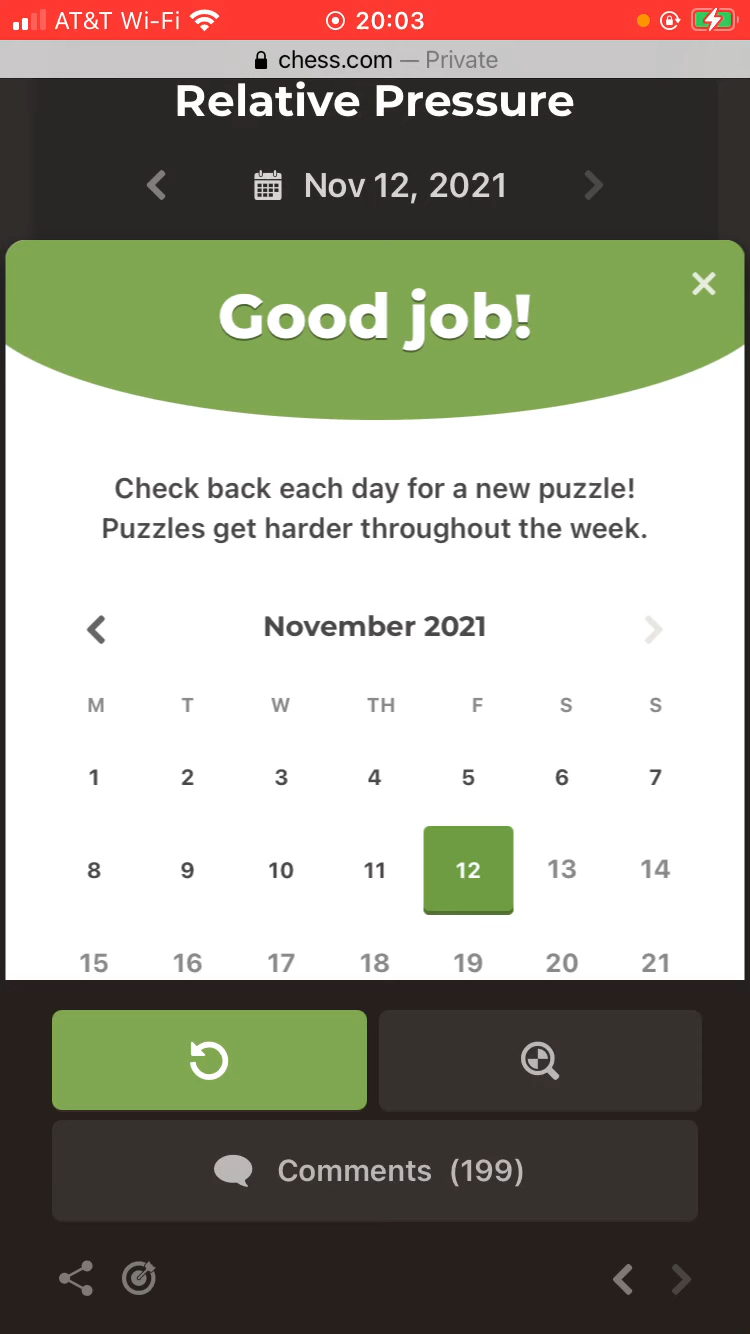 AT&T Wi-Fi 20:03
chess.com — Private
Relative Pressure
Nov 12, 2021
Good job!
Check back each day for a new puzzle!
Puzzles get harder throughout the week.
November 2021
M T W TH F S S
1 2 3 4 5 6 7
8 9 10 11 12 13 14
15 16 17 18 19 20 21
Comments (199)